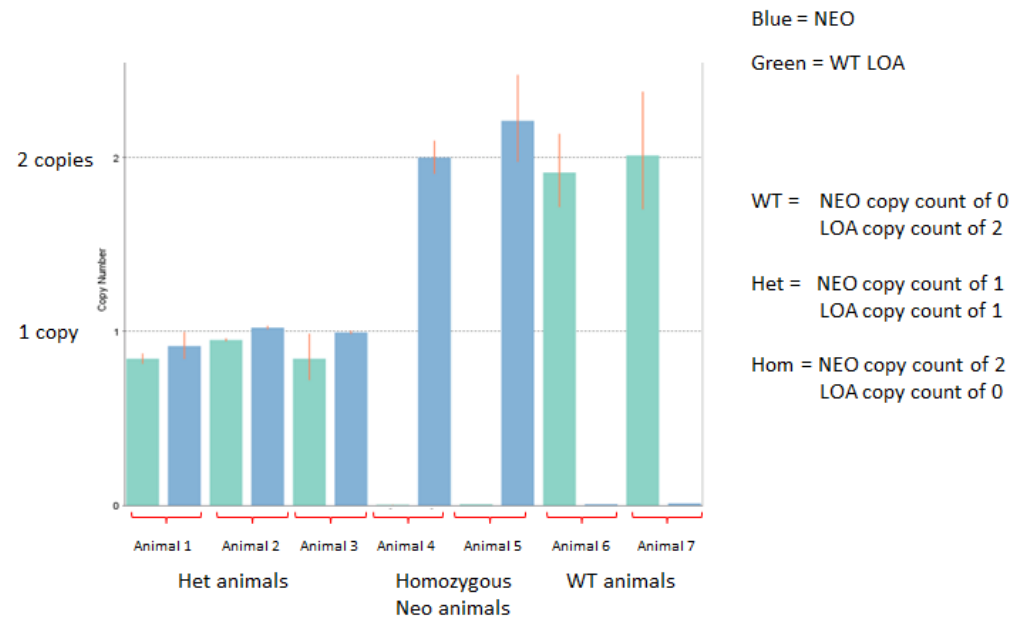 Blue = NEO
Green = WT LOA
2 copies
2
WT = NEO copy count of 0
LOA copy count of 2
Copy Number
Het = NEO copy count of 1
LOA copy count of 1
1 copy
1
Hom = NEO copy count of 2
LOA copy count of 0
0
Animal 1 Animal 2 Animal 3 Animal 4 Animal 5 Animal 6 Animal 7
Het animals Homozygous WT animals
Neo animals